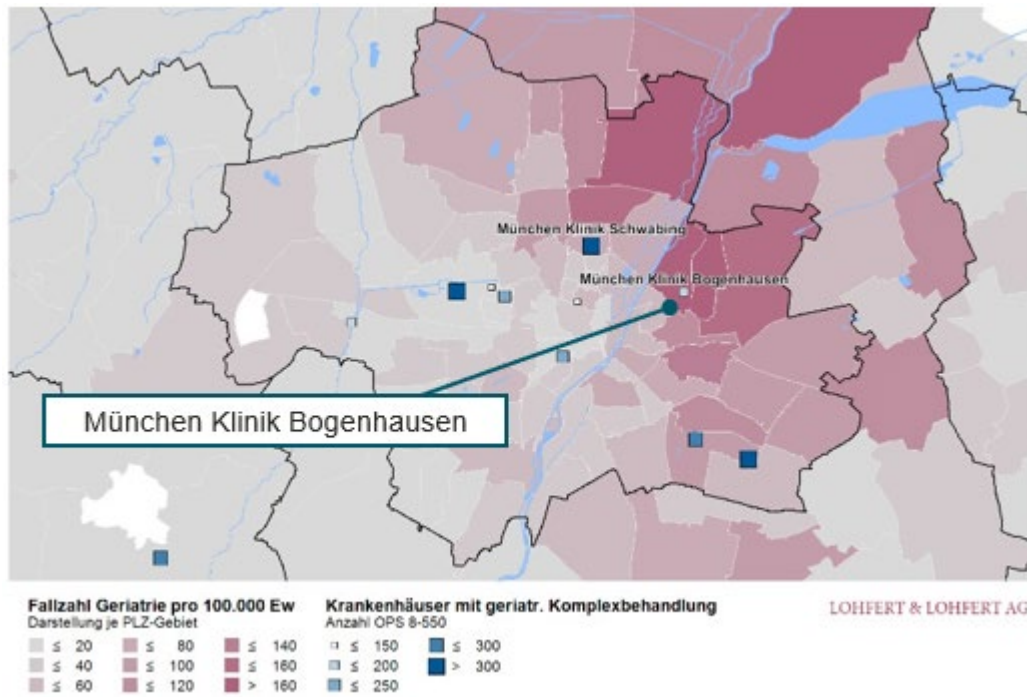 München Klinik Schwabing
München Klinik Bogenhausen
München Klinik Bogenhausen
Fallzahl Geriatrie pro 100.000 Ew
Darstellung je PLZ-Gebiet
≤ 20 ≤ 80 ≤ 140
≤ 40 ≤ 100 ≤ 160
≤ 60 ≤ 120 > 160
Krankenhäuser mit geriatr. Komplexbehandlung
Anzahl OPS 8-550
≤ 150 ≤ 300
≤ 200 > 300
≤ 250
LOHFERT & LOHFERT AG